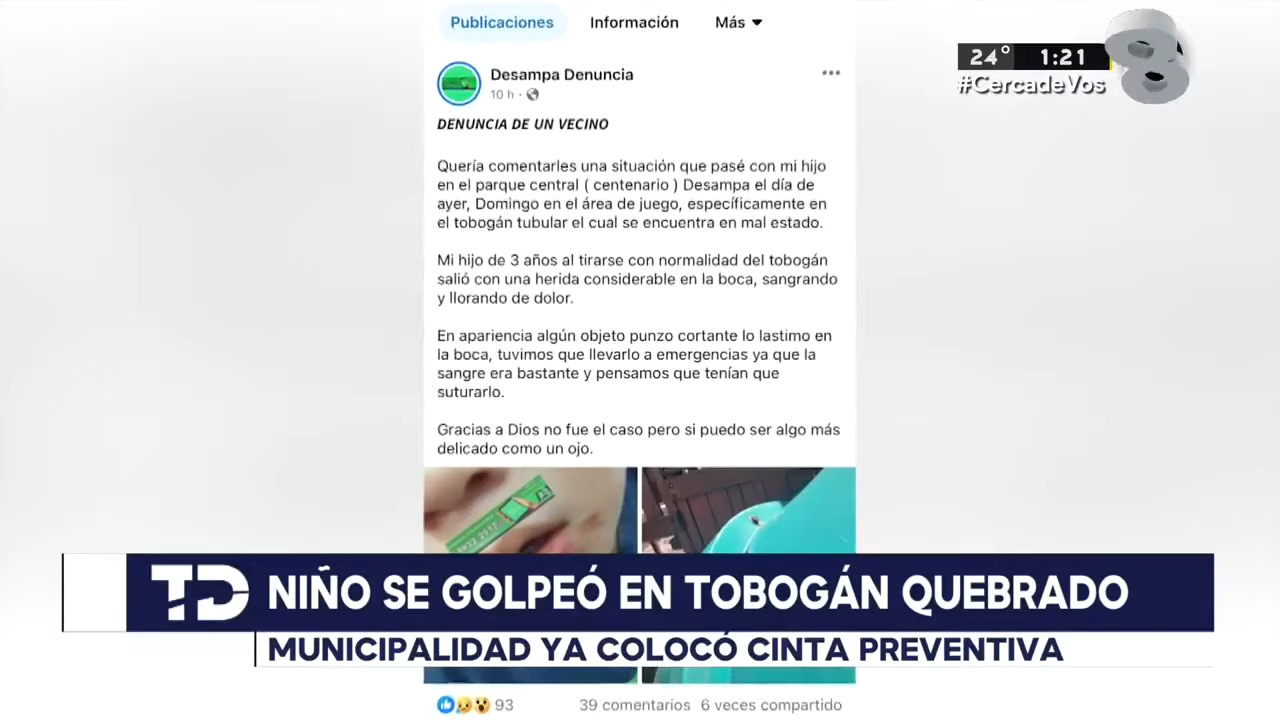 Publicaciones Información Más
24° 1:21
#CercadeVos
8
Desampa Denuncia
10 h ·
DENUNCIA DE UN VECINO
Quería comentarles una situación que pasé con mi hijo
en el parque central ( centenario ) Desampa el día de
ayer, Domingo en el área de juego, específicamente en
el tobogán tubular el cual se encuentra en mal estado.
Mi hijo de 3 años al tirarse con normalidad del tobogán
salió con una herida considerable en la boca, sangrando
y llorando de dolor.
En apariencia algún objeto punzo cortante lo lastimo en
la boca, tuvimos que llevarlo a emergencias ya que la
sangre era bastante y pensamos que tenían que
suturarlo.
Gracias a Dios no fue el caso pero si puedo ser algo más
delicado como un ojo.
TD NIÑO SE GOLPEÓ EN TOBOGÁN QUEBRADO
MUNICIPALIDAD YA COLOCÓ CINTA PREVENTIVA
93 39 comentarios 6 veces compartido